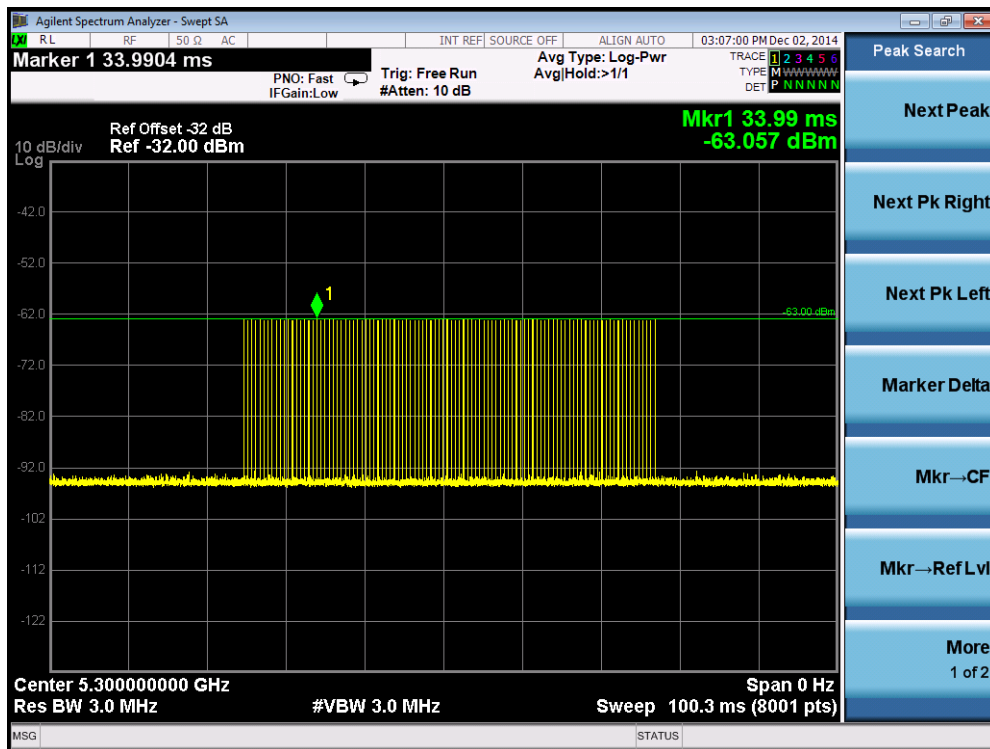 Agilent Spectrum Analyzer - Swept SA
LXI RL RF 50 Ω AC INT REF SOURCE OFF ALIGN AUTO 03:07:00 PM Dec 02, 2014
Marker 1 33.9904 ms
PNO: Fast
IFGain:Low
Trig: Free Run
#Atten: 10 dB
Avg Type: Log-Pwr
Avg|Hold:>1/1
TRACE 1 2 3 4 5 6
TYPE M WWWWW
DET P N N N N N
Ref Offset -32 dB
Ref -32.00 dBm
10 dB/div
Log
Mkr1 33.99 ms
-63.057 dBm
-42.0
-52.0
1
-62.0
-63.00 dBm
-72.0
-82.0
-92.0
-102
-112
-122
Center 5.300000000 GHz
Res BW 3.0 MHz
#VBW 3.0 MHz
Span 0 Hz
Sweep 100.3 ms (8001 pts)
MSG
STATUS
Peak Search
Next Peak
Next Pk Right
Next Pk Left
Marker Delta
Mkr→CF
Mkr→Ref Lvl
More
1 of 2